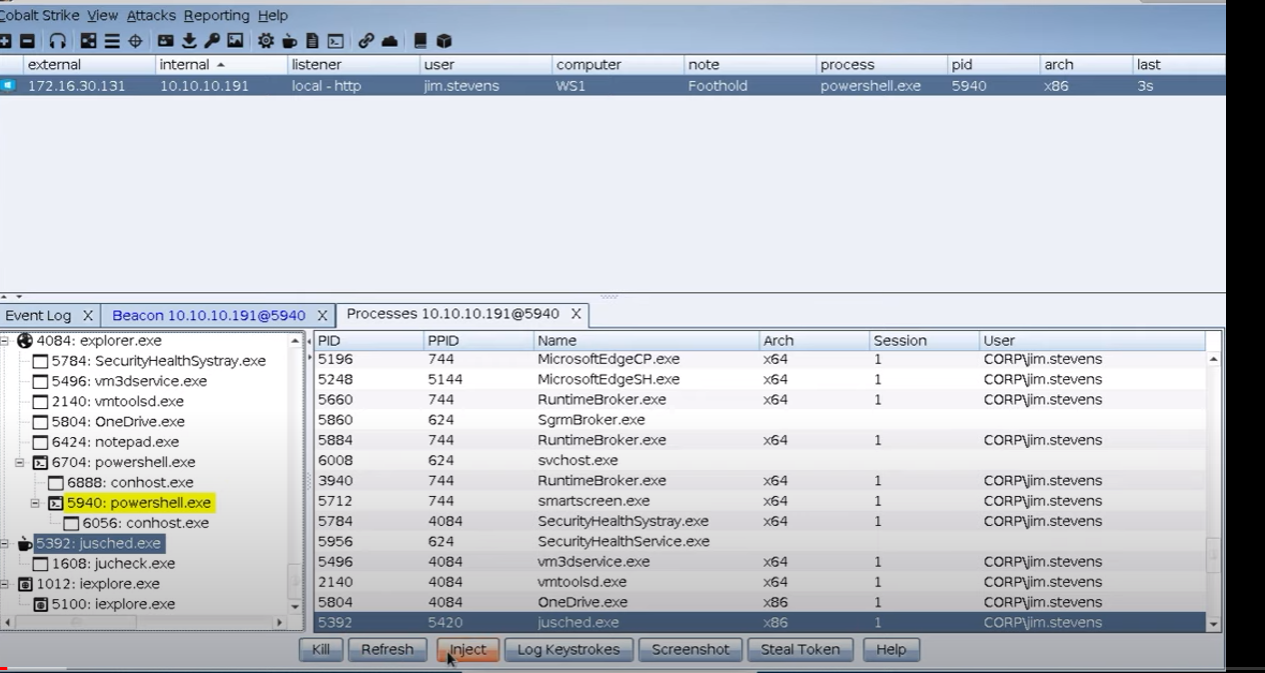 Cobalt Strike View Attacks Reporting Help
external internal listener user computer note process pid arch last
172.16.30.131 10.10.10.191 local - http jim.stevens WS1 Foothold powershell.exe 5940 x86 3s
Event Log X Beacon 10.10.10.191@5940 X Processes 10.10.10.191@5940 X
4084: explorer.exe
5784: SecurityHealthSystray.exe
5496: vm3dservice.exe
2140: vmtoolsd.exe
5804: OneDrive.exe
6424: notepad.exe
6704: powershell.exe
6888: conhost.exe
5940: powershell.exe
6056: conhost.exe
5392: jusched.exe
1608: jucheck.exe
1012: iexplore.exe
5100: iexplore.exe
PID PPID Name Arch Session User
5196 744 MicrosoftEdgeCP.exe x64 1 CORP\jim.stevens
5248 5144 MicrosoftEdgeSH.exe x64 1 CORP\jim.stevens
5660 744 RuntimeBroker.exe x64 1 CORP\jim.stevens
5860 624 SgrmBroker.exe
5884 744 RuntimeBroker.exe x64 1 CORP\jim.stevens
6008 624 svchost.exe
3940 744 RuntimeBroker.exe x64 1 CORP\jim.stevens
5712 744 smartscreen.exe x64 1 CORP\jim.stevens
5784 4084 SecurityHealthSystray.exe x64 1 CORP\jim.stevens
5956 624 SecurityHealthService.exe
5496 4084 vm3dservice.exe x64 1 CORP\jim.stevens
2140 4084 vmtoolsd.exe x64 1 CORP\jim.stevens
5804 4084 OneDrive.exe x86 1 CORP\jim.stevens
5392 5420 jusched.exe x86 1 CORP\jim.stevens
Kill Refresh Inject Log Keystrokes Screenshot Steal Token Help